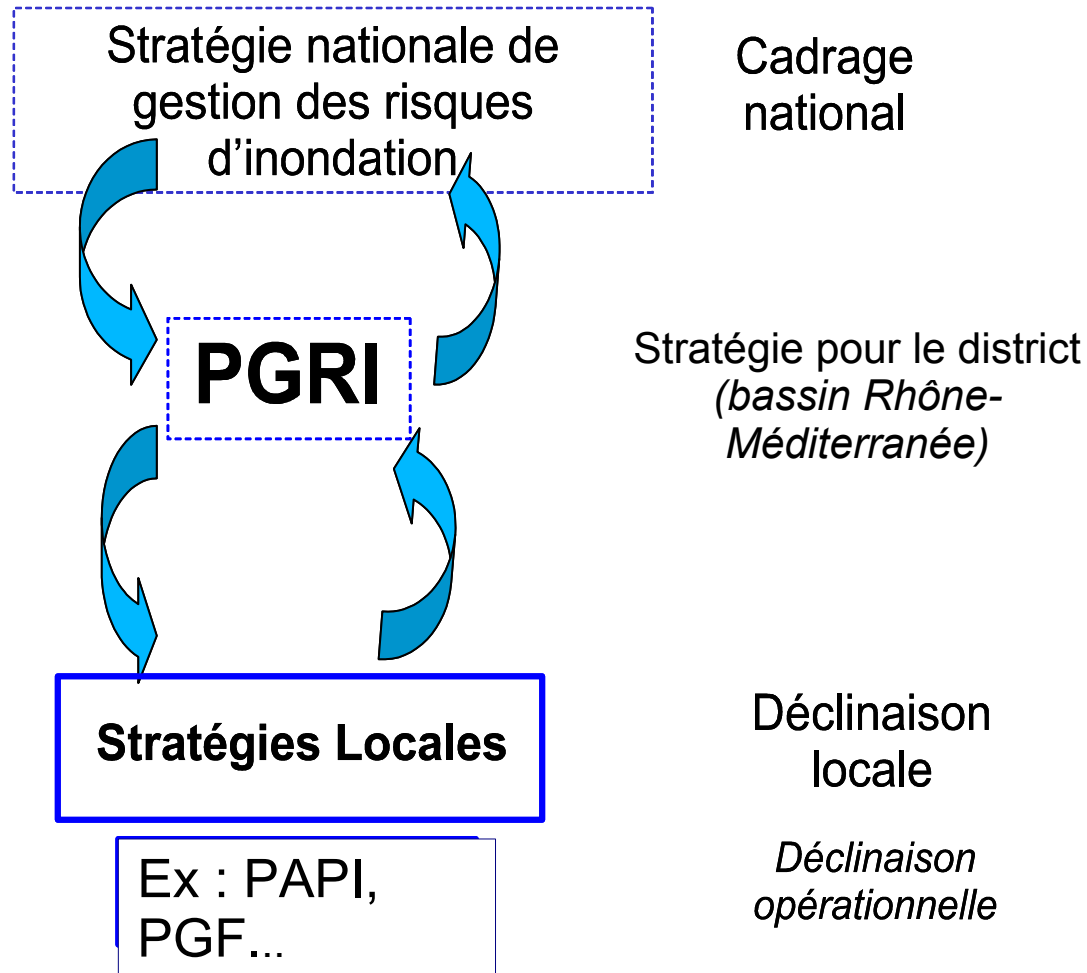 Stratégie nationale de
gestion des risques
d’inondation
Cadrage
national
PGRI
Stratégie pour le district
(bassin Rhône-
Méditerranée)
Stratégies Locales
Déclinaison
locale
Ex : PAPI,
PGF...
Déclinaison
opérationnelle